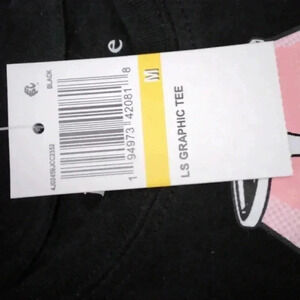 BLACK
1 94973 42081 8
M
LS GRAPHIC TEE
e